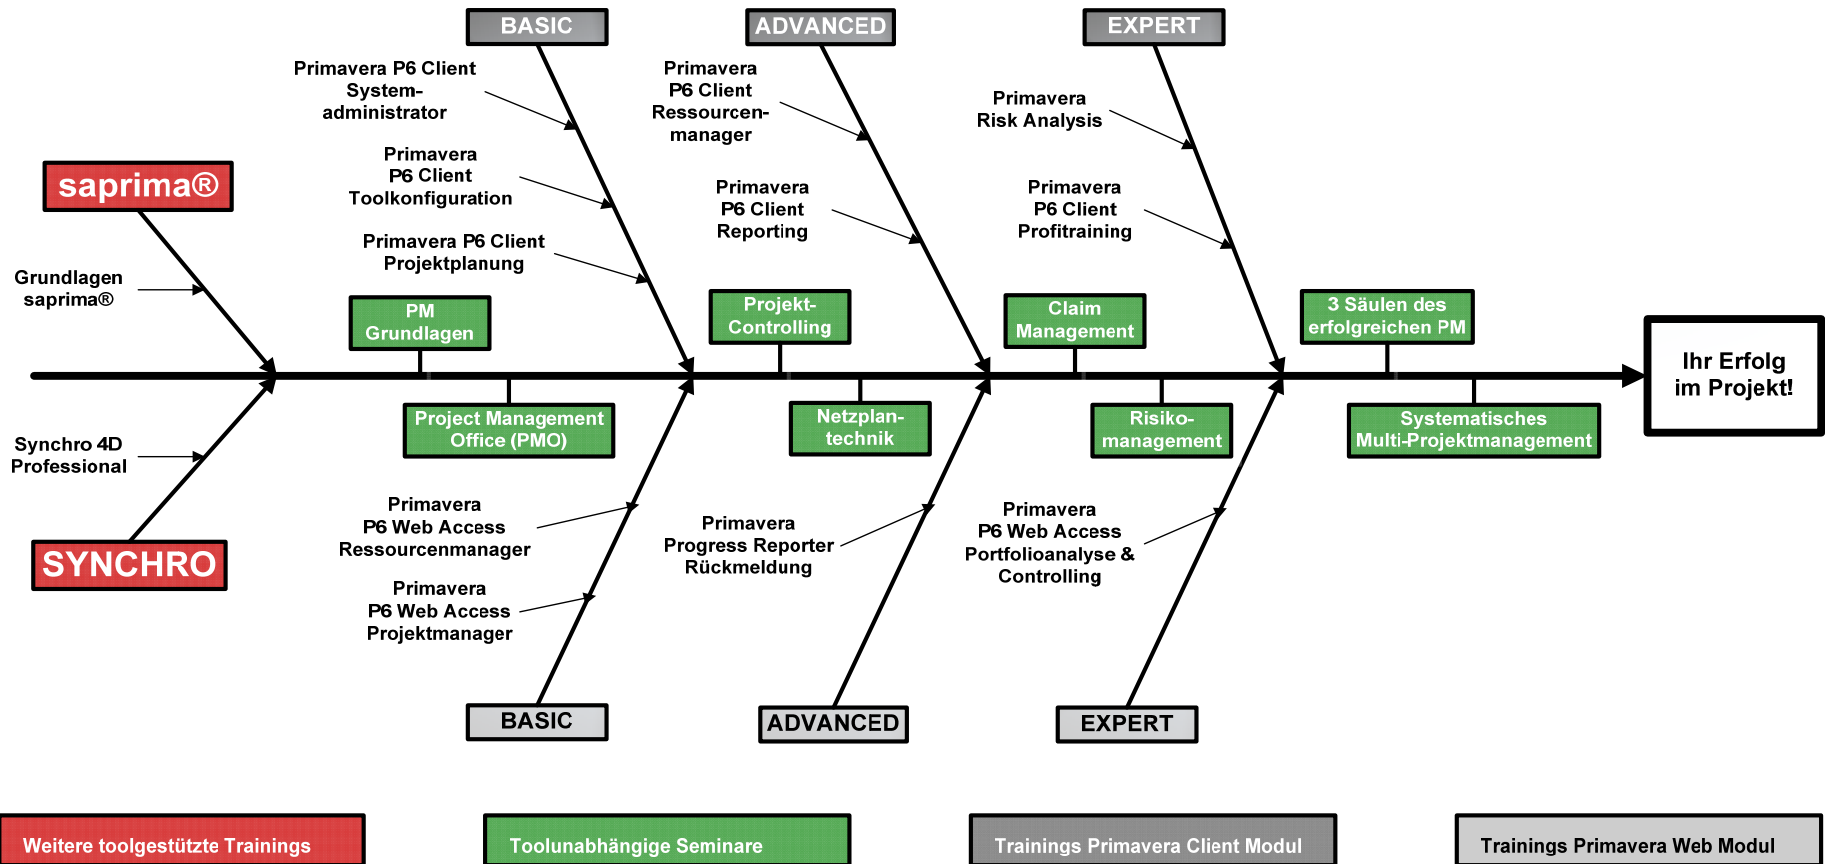 BASIC
ADVANCED
EXPERT
Primavera P6 Client
System-
administrator
Primavera
P6 Client
Toolkonfiguration
Primavera P6 Client
Projektplanung
Primavera
P6 Client
Ressourcen-
manager
Primavera
P6 Client
Reporting
Primavera
Risk Analysis
Primavera
P6 Client
Profitraining
saprima®
Grundlagen
saprima®
PM
Grundlagen
Projekt-
Controlling
Claim
Management
3 Säulen des
erfolgreichen PM
Ihr Erfolg
im Projekt!
Project Management
Office (PMO)
Netzplan-
technik
Risiko-
management
Systematisches
Multi-Projektmanagement
Synchro 4D
Professional
SYNCHRO
Primavera
P6 Web Access
Ressourcenmanager
Primavera
P6 Web Access
Projektmanager
Primavera
Progress Reporter
Rückmeldung
Primavera
P6 Web Access
Portfolioanalyse &
Controlling
BASIC
ADVANCED
EXPERT
Weitere toolgestützte Trainings
Toolunabhängige Seminare
Trainings Primavera Client Modul
Trainings Primavera Web Modul